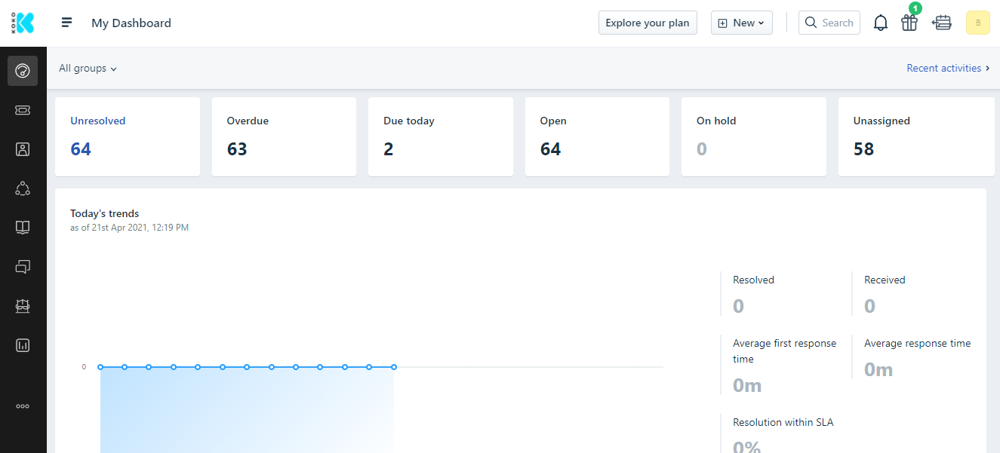 KOKO
My Dashboard
Explore your plan
New
Search
1
B
All groups
Recent activities
Unresolved
64
Overdue
63
Due today
2
Open
64
On hold
0
Unassigned
58
Today's trends
as of 21st Apr 2021, 12:19 PM
0
Resolved
0
Received
0
Average first response
time
0m
Average response time
0m
Resolution within SLA
0%